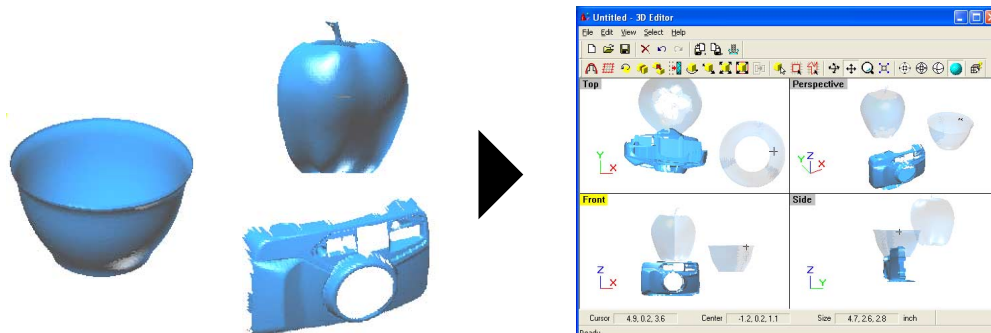 Untitled - 3D Editor
File Edit View Select Help
Top
Perspective
Y
X
Z
Y
X
Front
Side
Z
X
Z
Y
Cursor 4.9, 0.2, 3.6 Center -1.2, 0.2, 1.1 Size 4.7, 2.6, 2.8 inch
Ready